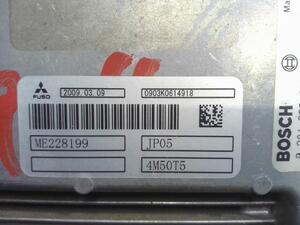 FUSO
2009. 03. 09
0903K0614918
ME228199
JP05
4M50T5
BOSCH